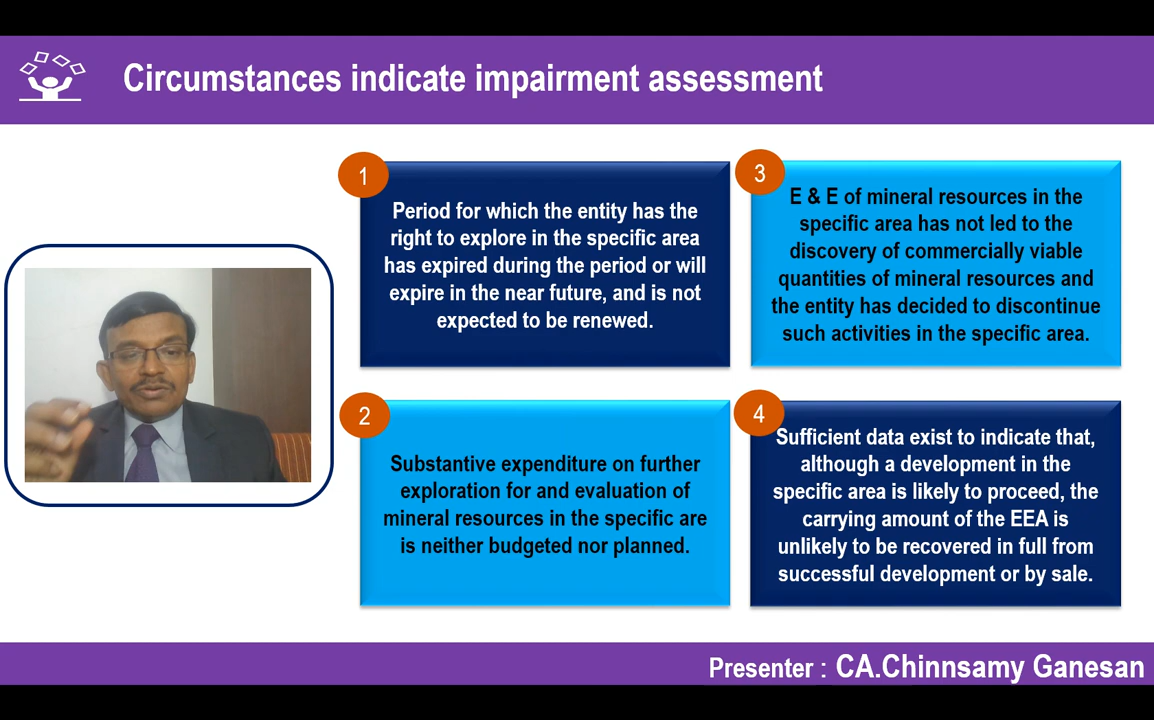 Circumstances indicate impairment assessment
1
Period for which the entity has the
right to explore in the specific area
has expired during the period or will
expire in the near future, and is not
expected to be renewed.
2
Substantive expenditure on further
exploration for and evaluation of
mineral resources in the specific are
is neither budgeted nor planned.
3
E & E of mineral resources in the
specific area has not led to the
discovery of commercially viable
quantities of mineral resources and
the entity has decided to discontinue
such activities in the specific area.
4
Sufficient data exist to indicate that,
although a development in the
specific area is likely to proceed, the
carrying amount of the EEA is
unlikely to be recovered in full from
successful development or by sale.
Presenter : CA.Chinnsamy Ganesan